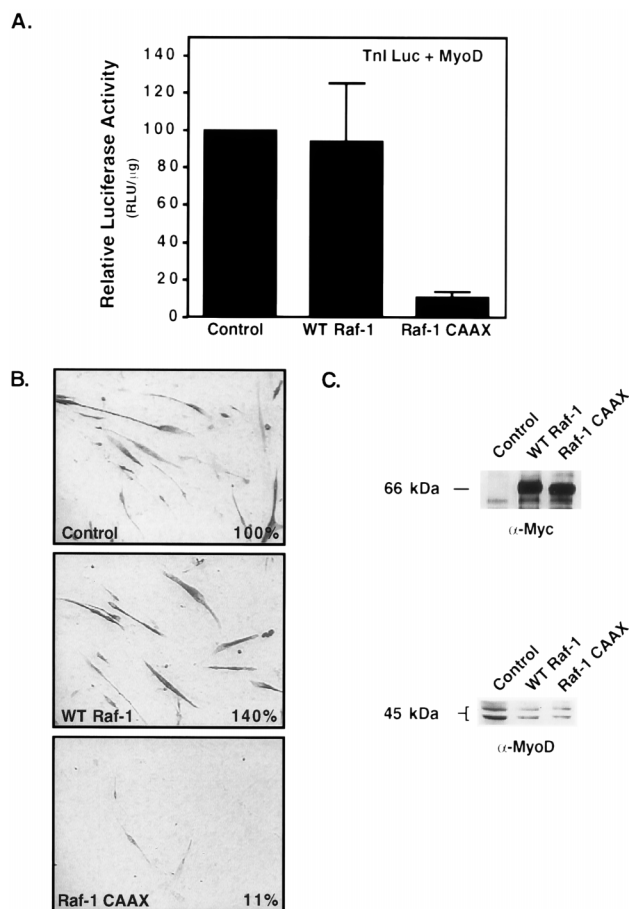 A.
TnI Luc + MyoD
Relative Luciferase Activity
(RLU/µg)
140
120
100
80
60
40
20
0
Control WT Raf-1 Raf-1 CAAX
B.
Control 100%
WT Raf-1 140%
Raf-1 CAAX 11%
C.
Control
WT Raf-1
Raf-1 CAAX
66 kDa
α-Myc
Control
WT Raf-1
Raf-1 CAAX
45 kDa
α-MyoD